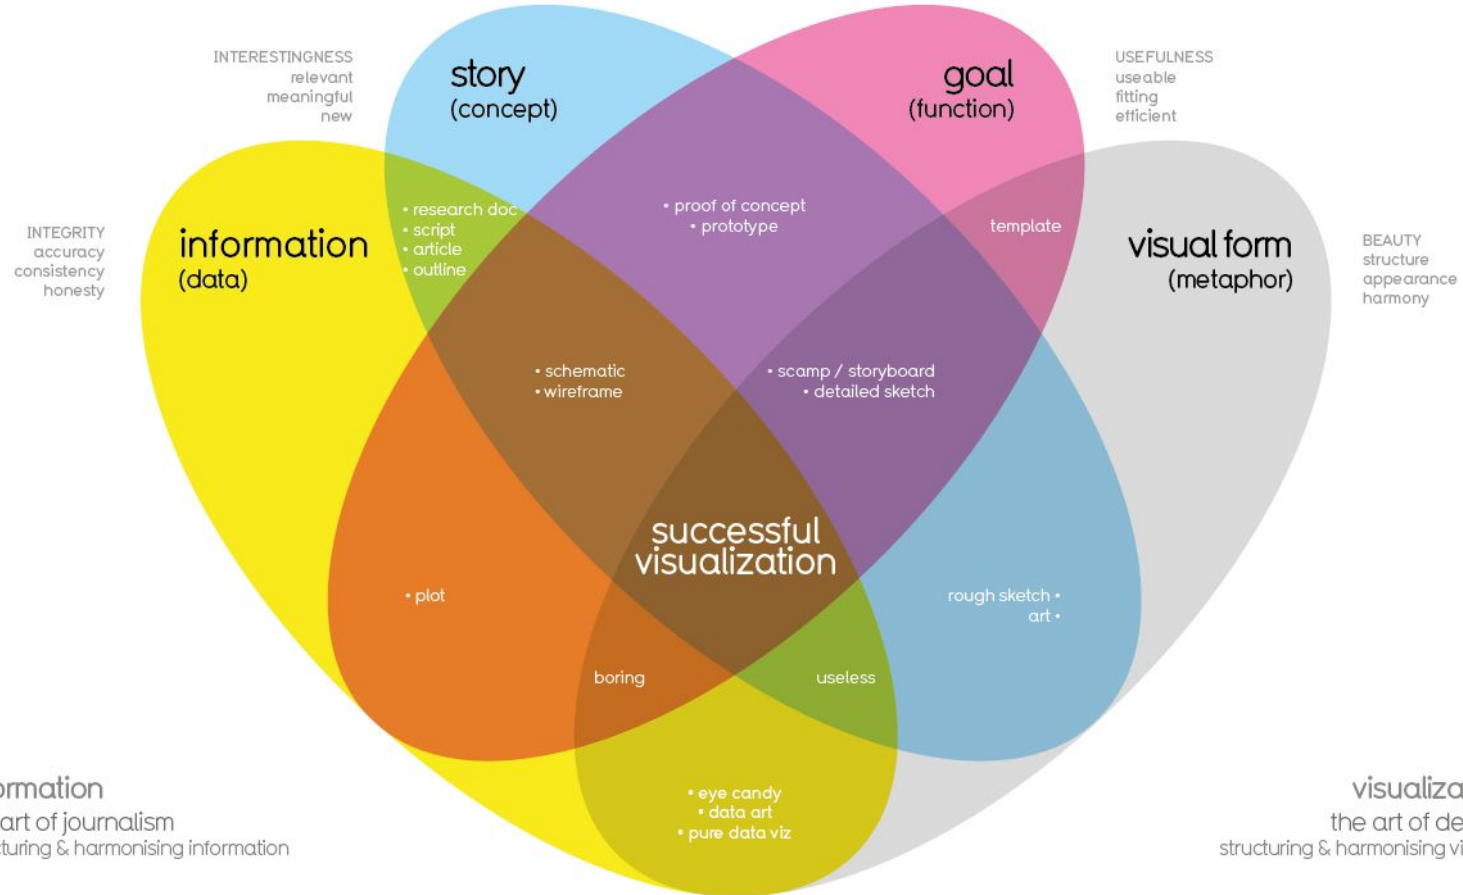 INTERESTINGNESS
relevant
meaningful
new
story
(concept)
goal
(function)
USEFULNESS
useable
fitting
efficient
INTEGRITY
accuracy
consistency
honesty
information
(data)
• research doc
• script
• article
• outline
• proof of concept
• prototype
template
visual form
(metaphor)
BEAUTY
structure
appearance
harmony
• schematic
• wireframe
• scamp / storyboard
• detailed sketch
successful
visualization
• plot
rough sketch •
art •
boring
useless
• eye candy
• data art
• pure data viz
ormation
art of journalism
cturing & harmonising information
visualiza
the art of de
structuring & harmonising vi